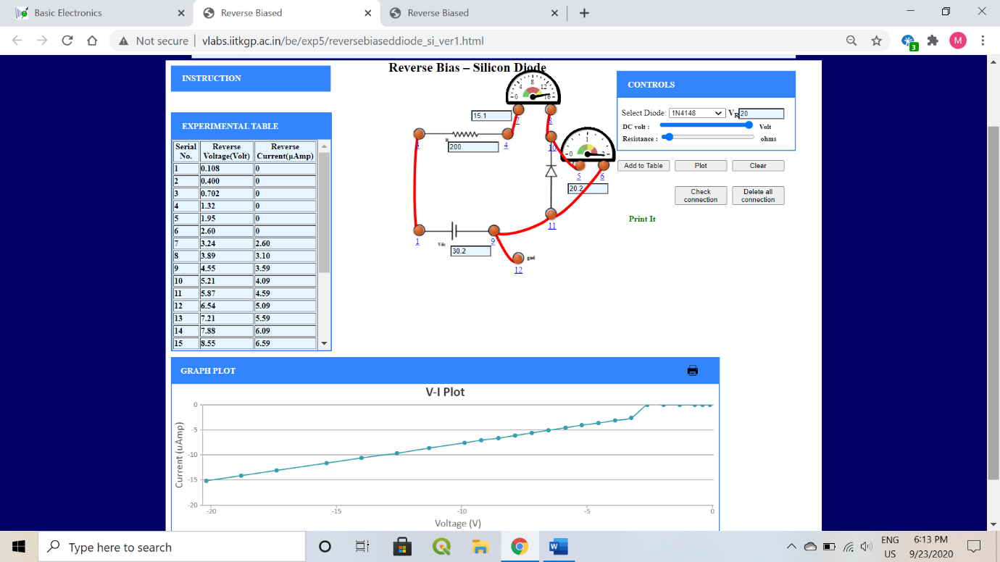 Basic Electronics
Reverse Biased
Reverse Biased
Not secure | vlabs.iitkgp.ac.in/be/exp5/reversebiaseddiode_si_ver1.html
3
M
INSTRUCTION
Reverse Bias – Silicon Diode
EXPERIMENTAL TABLE
Serial No. Reverse Voltage(Volt) Reverse Current(µAmp)
1 0.108 0
2 0.400 0
3 0.702 0
4 1.32 0
5 1.95 0
6 2.60 0
7 3.24 2.60
8 3.89 3.10
9 4.55 3.59
10 5.21 4.09
11 5.87 4.59
12 6.54 5.09
13 7.21 5.59
14 7.88 6.09
15 8.55 6.59
0 4 8 12 16
15.1
7 8
3 R 4
200
10
0 1 2
5 6
20.2
11
1 Vdc 9
30.2
gnd
12
CONTROLS
Select Diode: 1N4148 VR 20
DC volt : Volt
Resistance : ohms
Add to Table Plot Clear
Check connection Delete all connection
Print It
GRAPH PLOT
V-I Plot
Current (uAmp)
0
-5
-10
-15
-20
-20 -15 -10 -5 0
Voltage (V)
Type here to search
W
ENG US
6:13 PM
9/23/2020